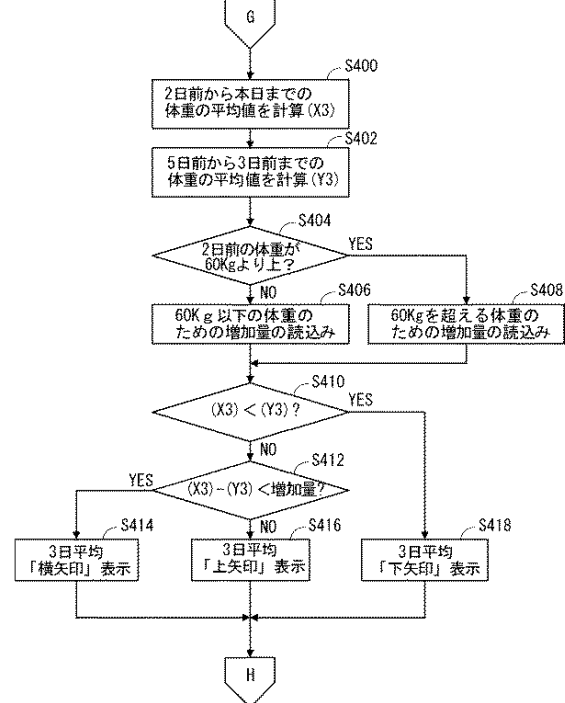 G
S400
2日前から本日までの
体重の平均値を計算(X3)
S402
5日前から3日前までの
体重の平均値を計算(Y3)
S404
2日前の体重が
60Kgより上?
YES
NO
S406
60Kg以下の体重の
ための増加量の読込み
S408
60Kgを超える体重の
ための増加量の読込み
S410
(X3)<(Y3)?
YES
NO
S412
(X3)-(Y3)<増加量?
YES
NO
S414
3日平均
「横矢印」表示
S416
3日平均
「上矢印」表示
S418
3日平均
「下矢印」表示
H